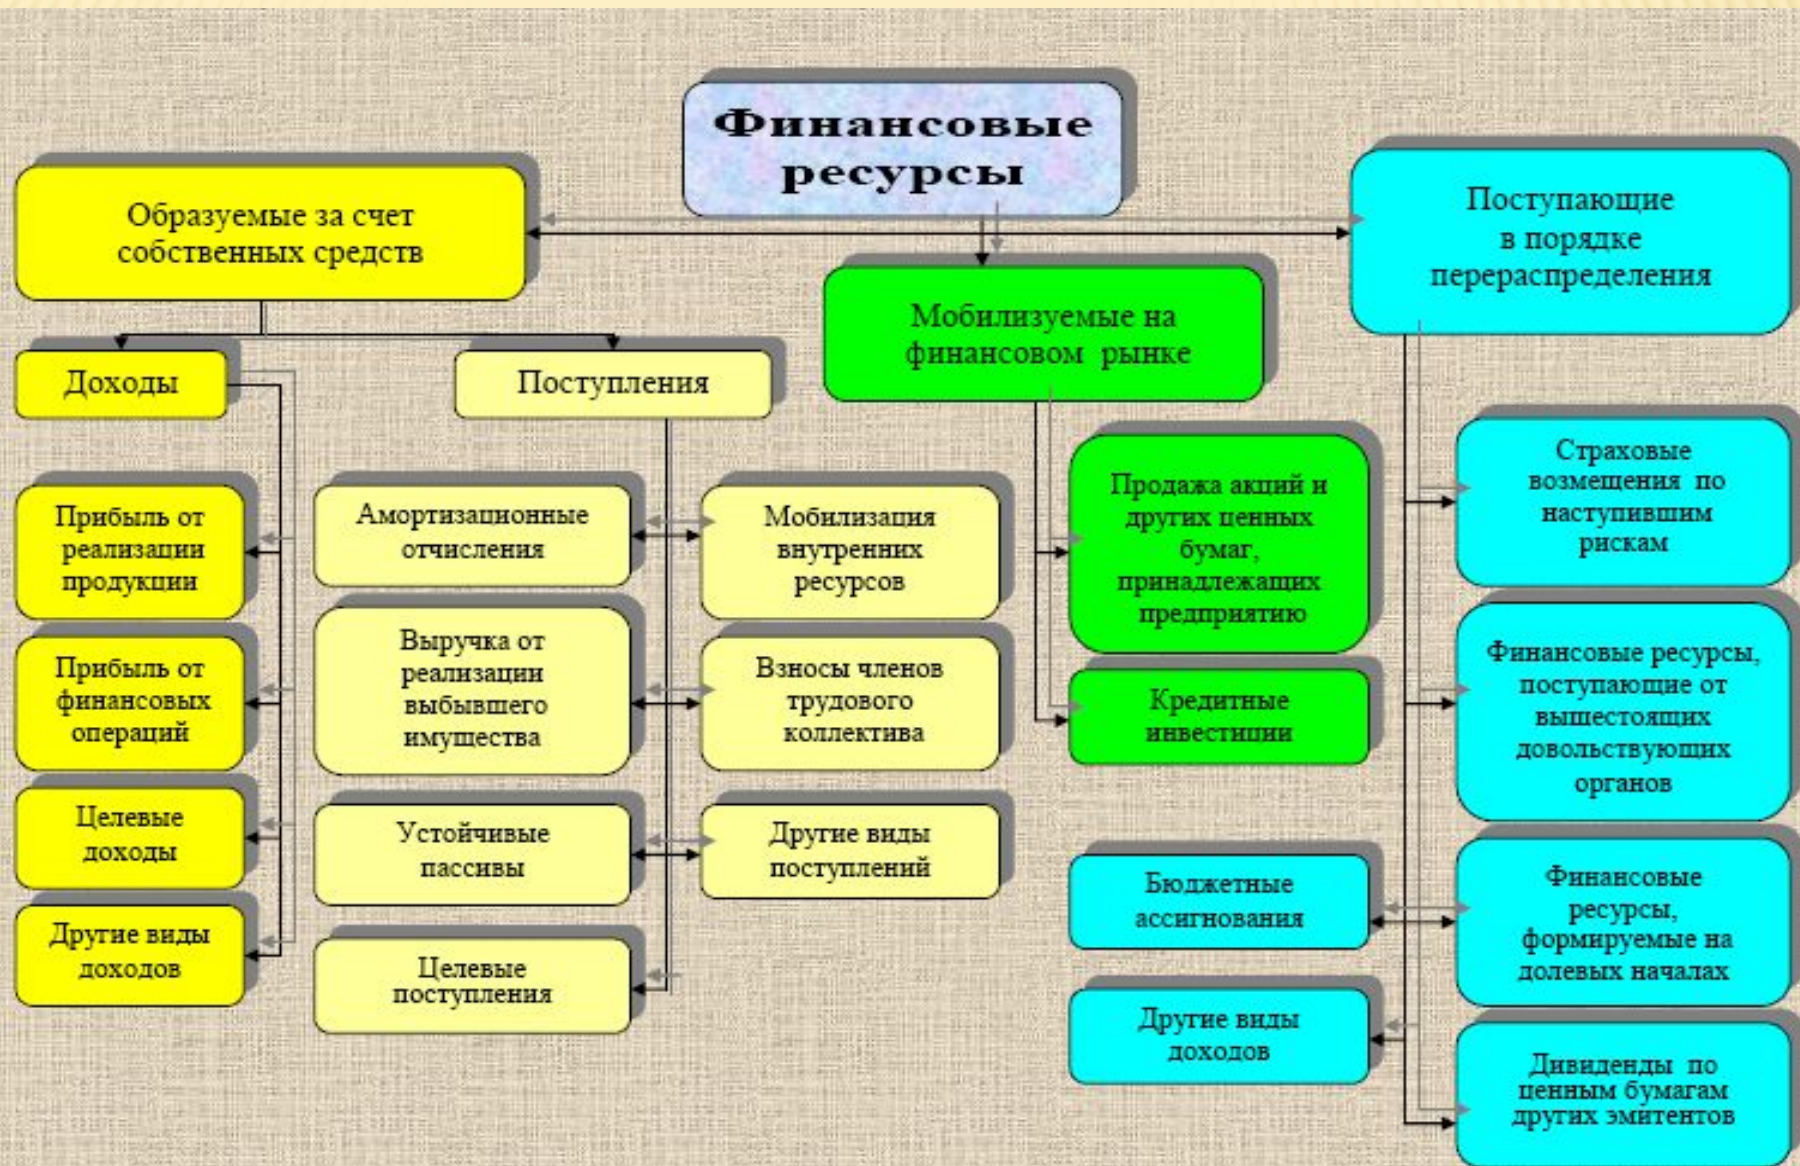 Финансовые
ресурсы
Образуемые за счет
собственных средств
Поступающие
в порядке
перераспределения
Мобилизуемые на
финансовом рынке
Доходы
Поступления
Прибыль от
реализации
продукции
Прибыль от
финансовых
операций
Целевые
доходы
Другие виды
доходов
Амортизационные
отчисления
Выручка от
реализации
выбывшего
имущества
Устойчивые
пассивы
Целевые
поступления
Мобилизация
внутренних
ресурсов
Взносы членов
трудового
коллектива
Другие виды
поступлений
Продажа акций и
других ценных
бумаг,
принадлежащих
предприятию
Кредитные
инвестиции
Страховые
возмещения по
наступившим
рискам
Финансовые ресурсы,
поступающие от
вышестоящих
довольствующих
органов
Бюджетные
ассигнования
Финансовые
ресурсы,
формируемые на
долевых началах
Другие виды
доходов
Дивиденды по
ценным бумагам
других эмитентов